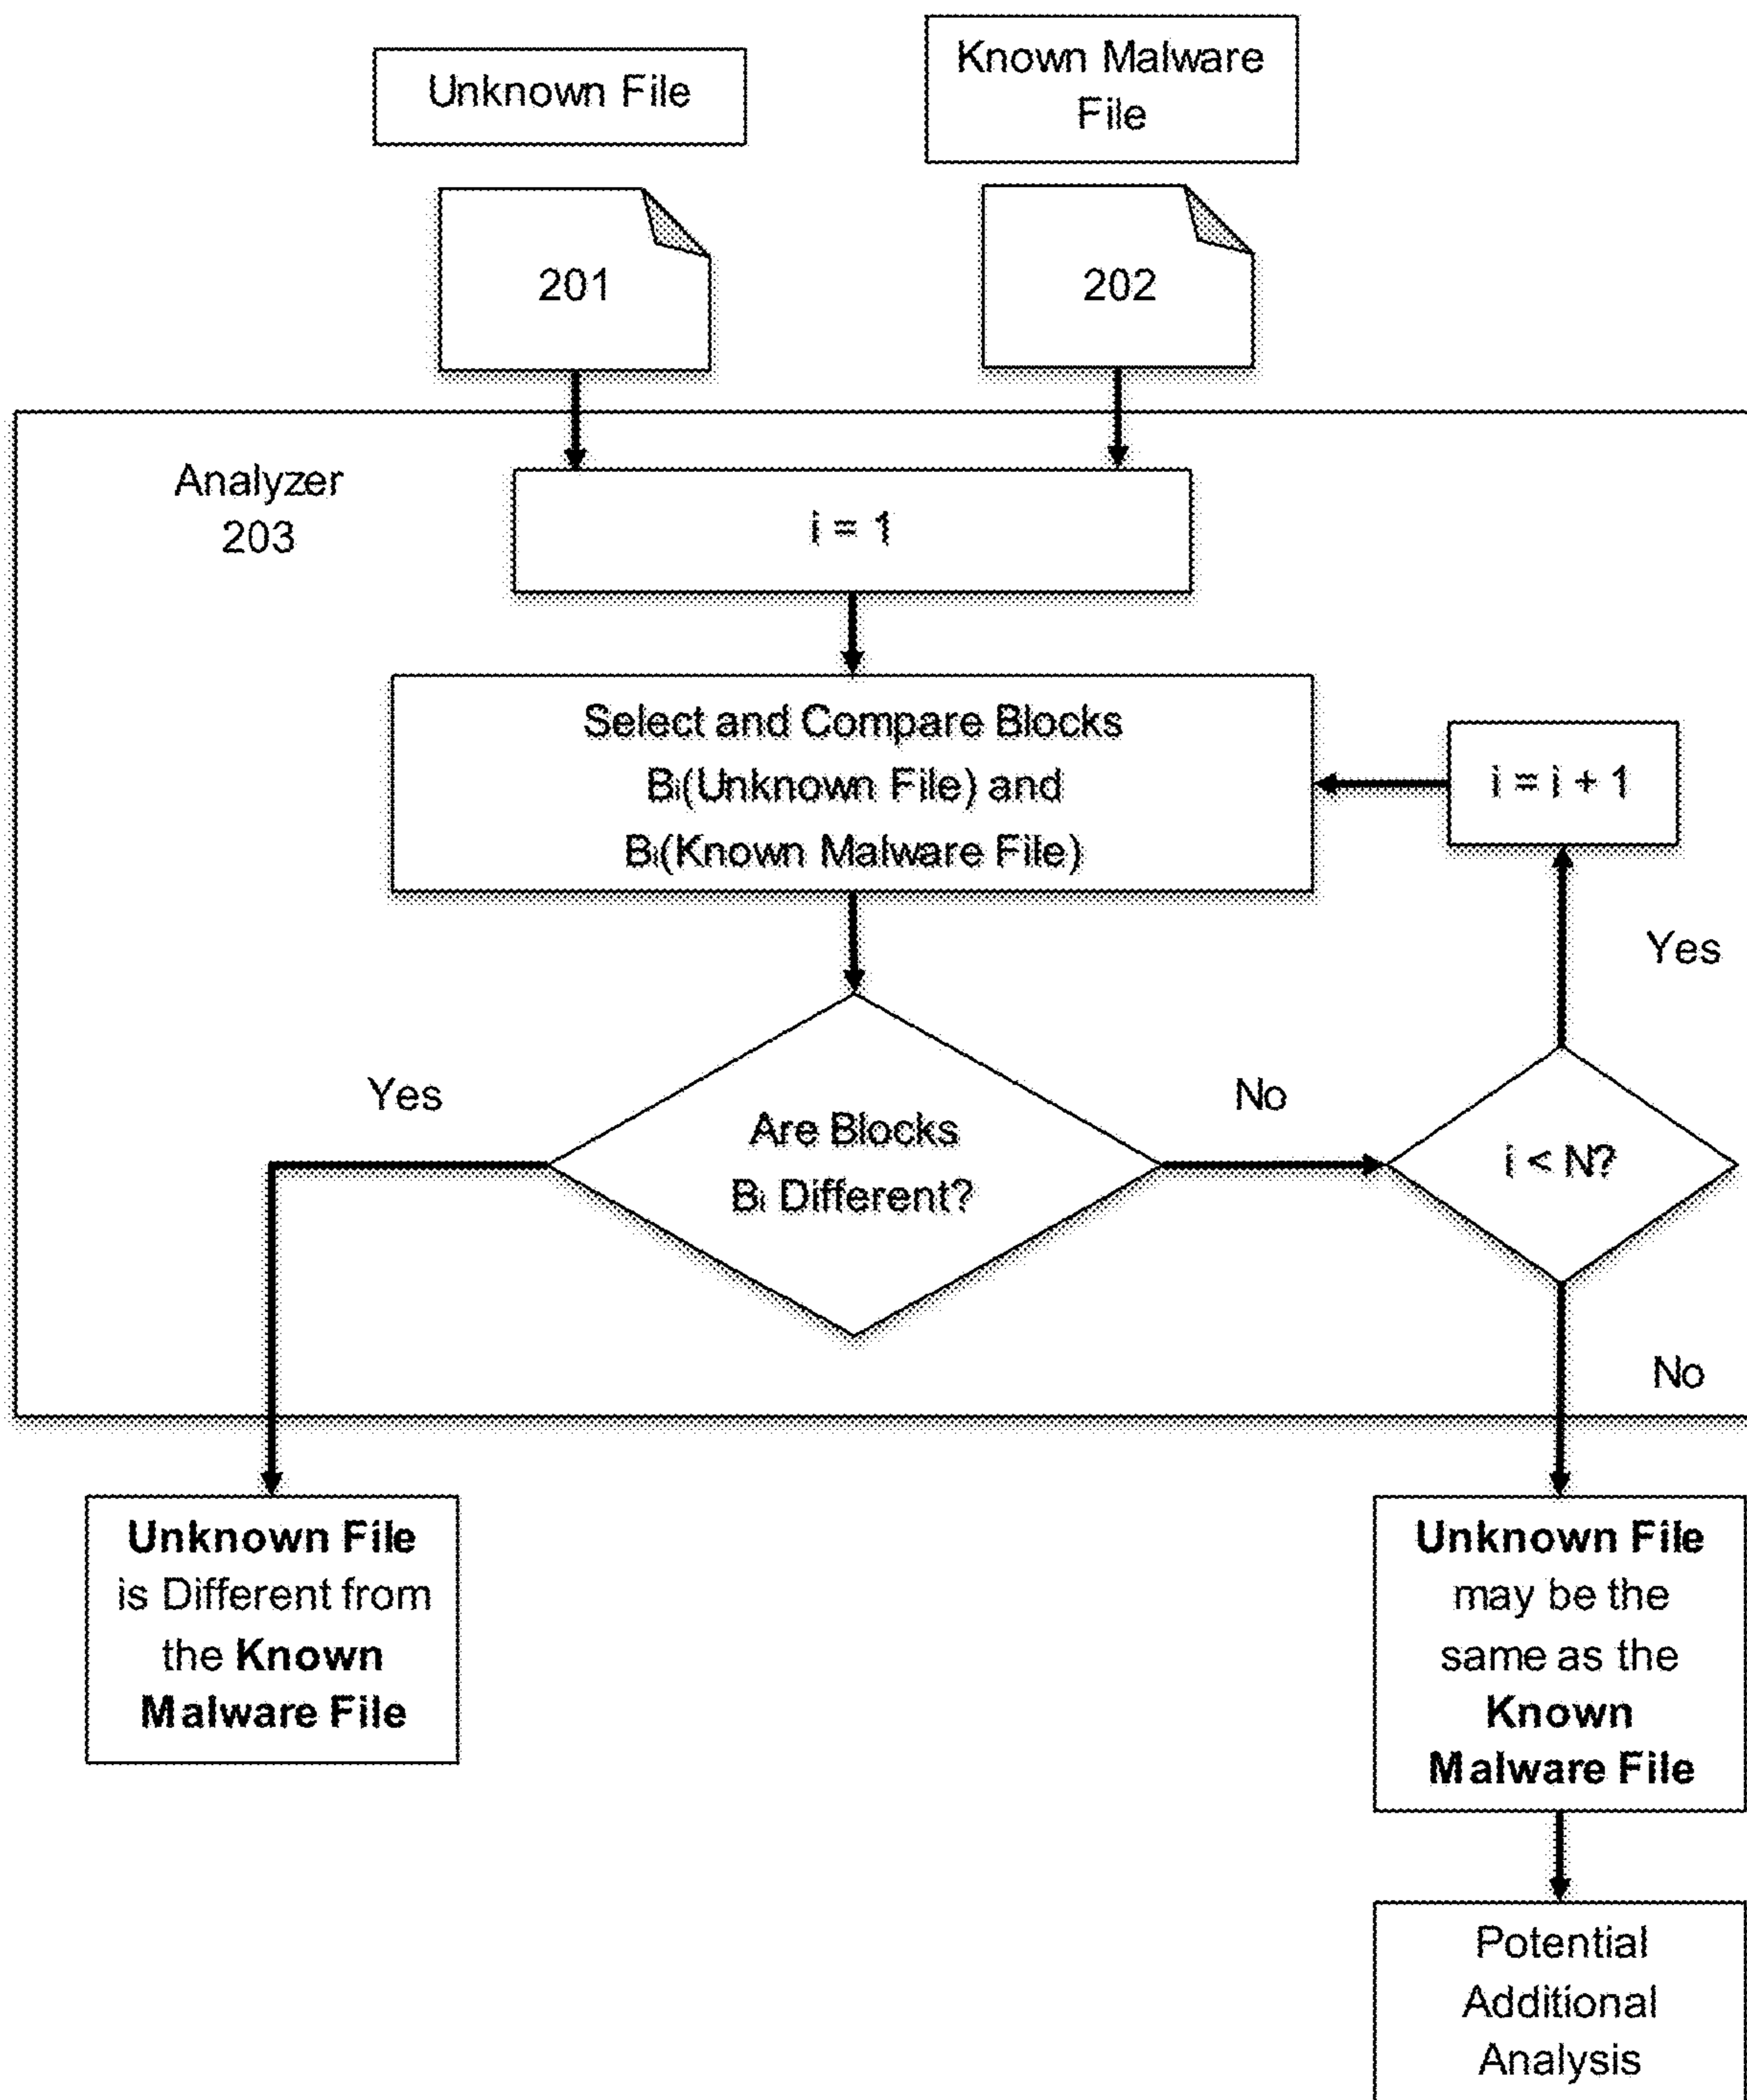 Unknown File
Known Malware
File
201
202
Analyzer
203
i = 1
Select and Compare Blocks
Bi(Unknown File) and
Bi(Known Malware File)
i = i + 1
Yes
Yes
Are Blocks
Bi Different?
No
i < N?
No
Unknown File
is Different from
the Known
Malware File
Unknown File
may be the
same as the
Known
Malware File
Potential
Additional
Analysis